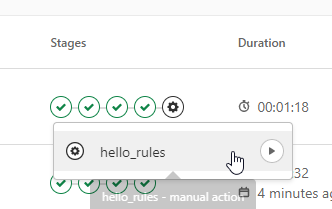 Stages Duration
00:01:18
hello_rules
32
hello_rules - manual action
4 minutes ag